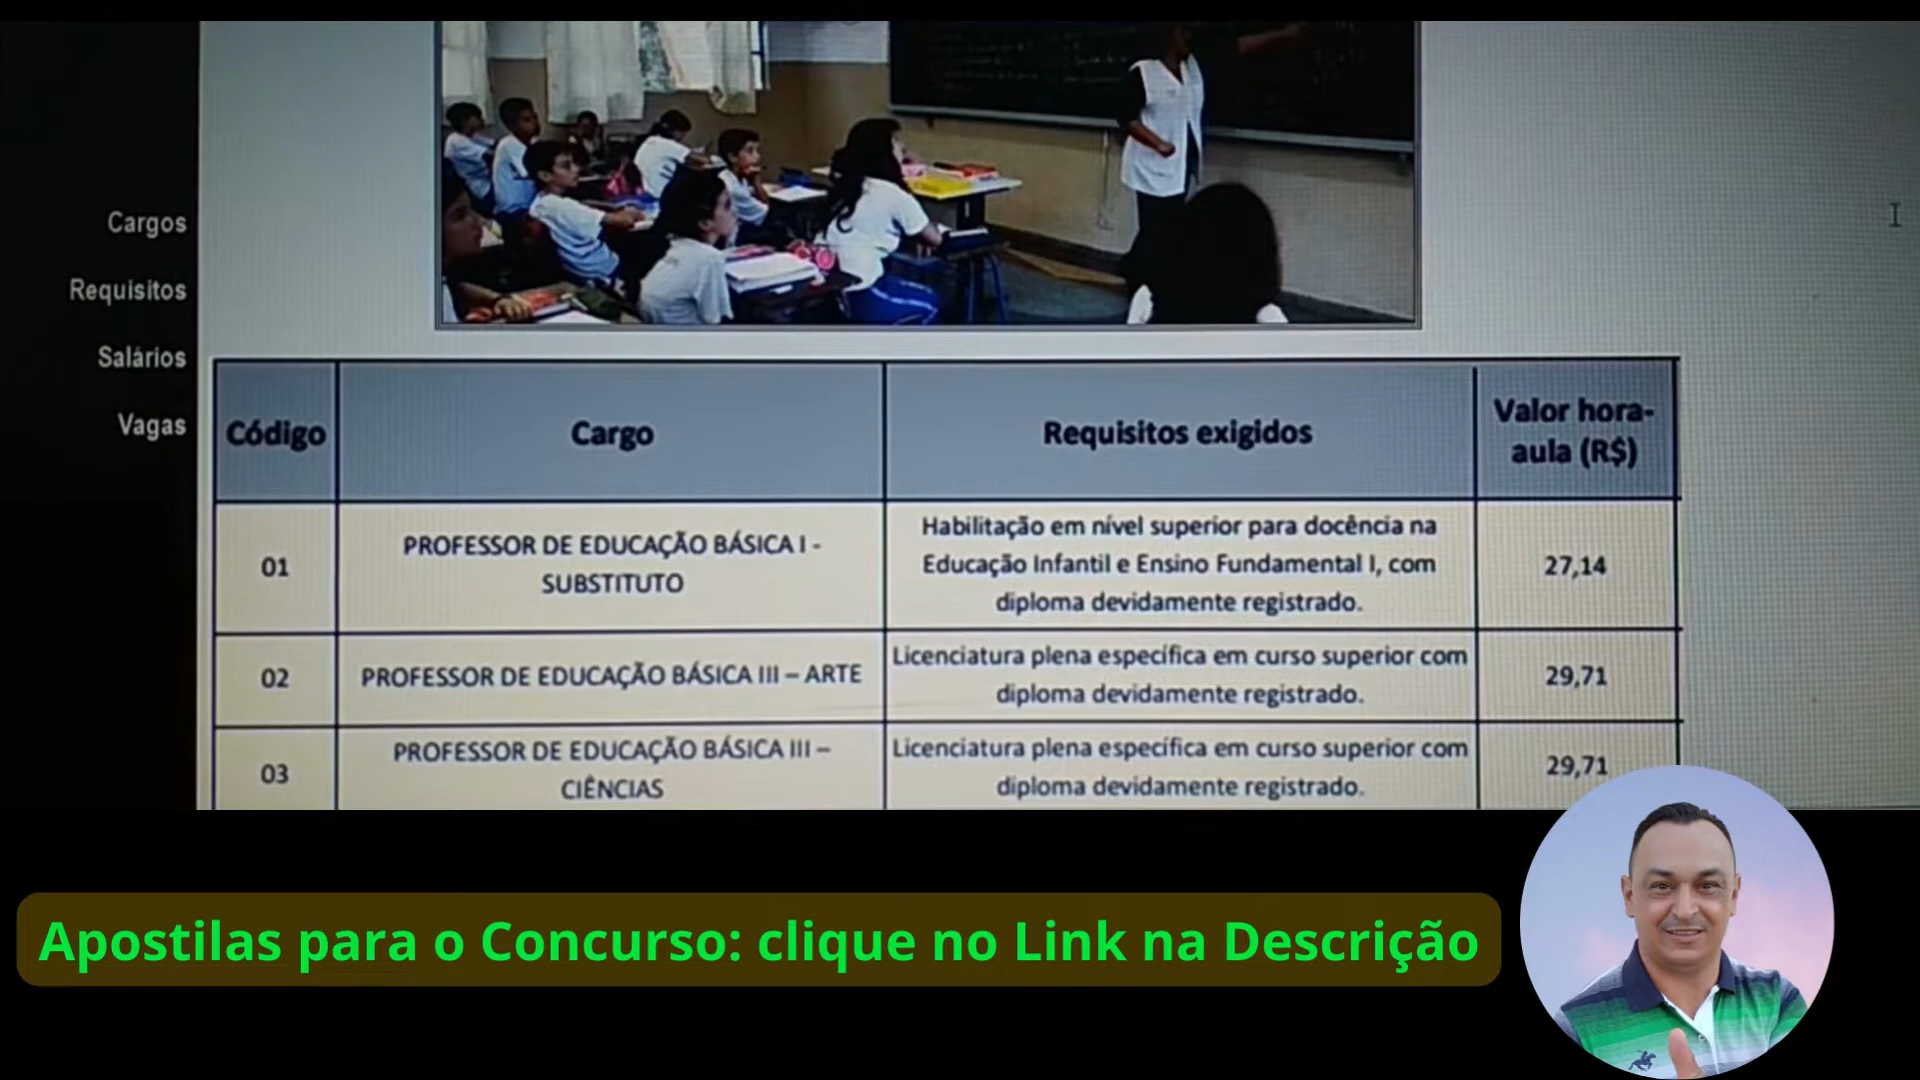 Cargos
Requisitos
Salários
Vagas
Código
Cargo
Requisitos exigidos
Valor hora-
aula (R$)
01
PROFESSOR DE EDUCAÇÃO BÁSICA I -
SUBSTITUTO
Habilitação em nível superior para docência na
Educação Infantil e Ensino Fundamental I, com
diploma devidamente registrado.
27,14
02
PROFESSOR DE EDUCAÇÃO BÁSICA III – ARTE
Licenciatura plena específica em curso superior com
diploma devidamente registrado.
29,71
03
PROFESSOR DE EDUCAÇÃO BÁSICA III –
CIÊNCIAS
Licenciatura plena específica em curso superior com
diploma devidamente registrado.
29,71
Apostilas para o Concurso: clique no Link na Descrição